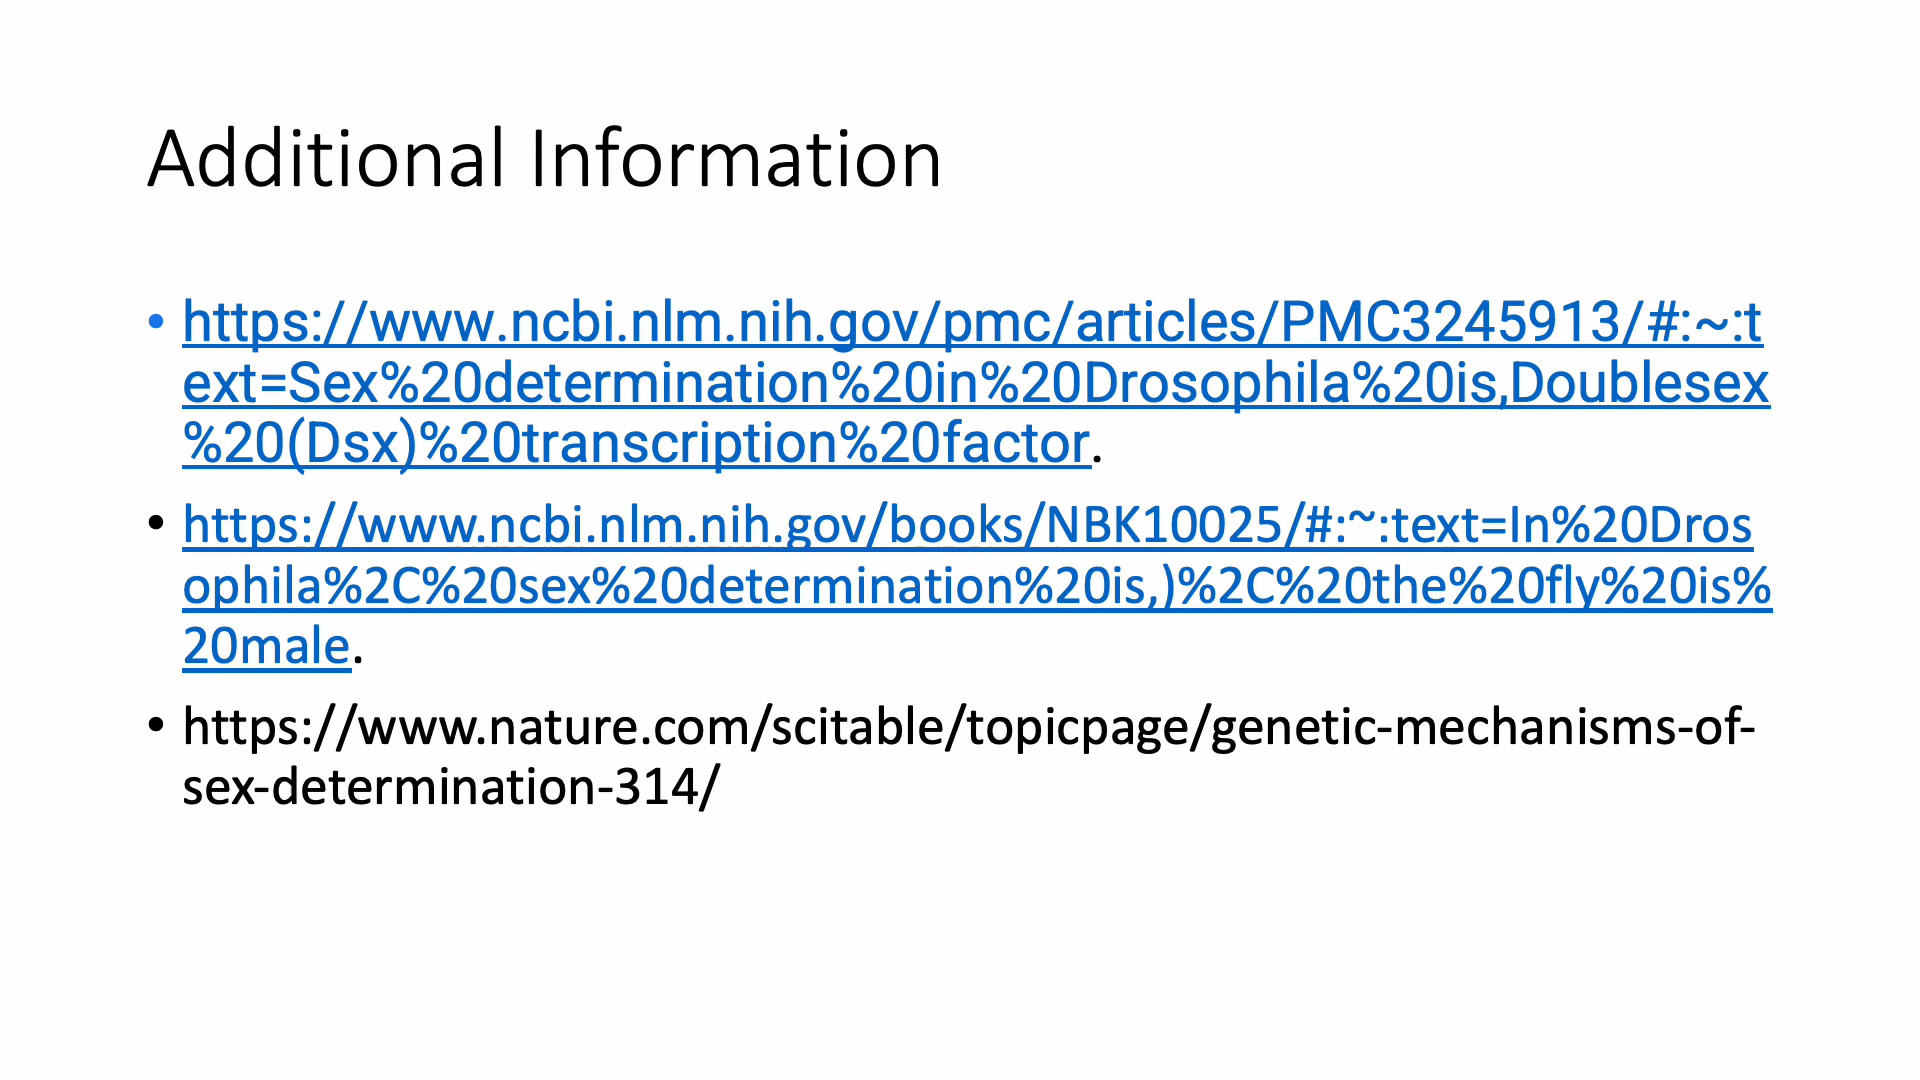 Additional Information
• https://www.ncbi.nlm.nih.gov/pmc/articles/PMC3245913/#:~:t
ext=Sex%20determination%20in%20Drosophila%20is,Doublesex
%20(Dsx)%20transcription%20factor.
• https://www.ncbi.nlm.nih.gov/books/NBK10025/#:~:text=In%20Dros
ophila%2C%20sex%20determination%20is,)%2C%20the%20fly%20is%
20male.
• https://www.nature.com/scitable/topicpage/genetic-mechanisms-of-
sex-determination-314/